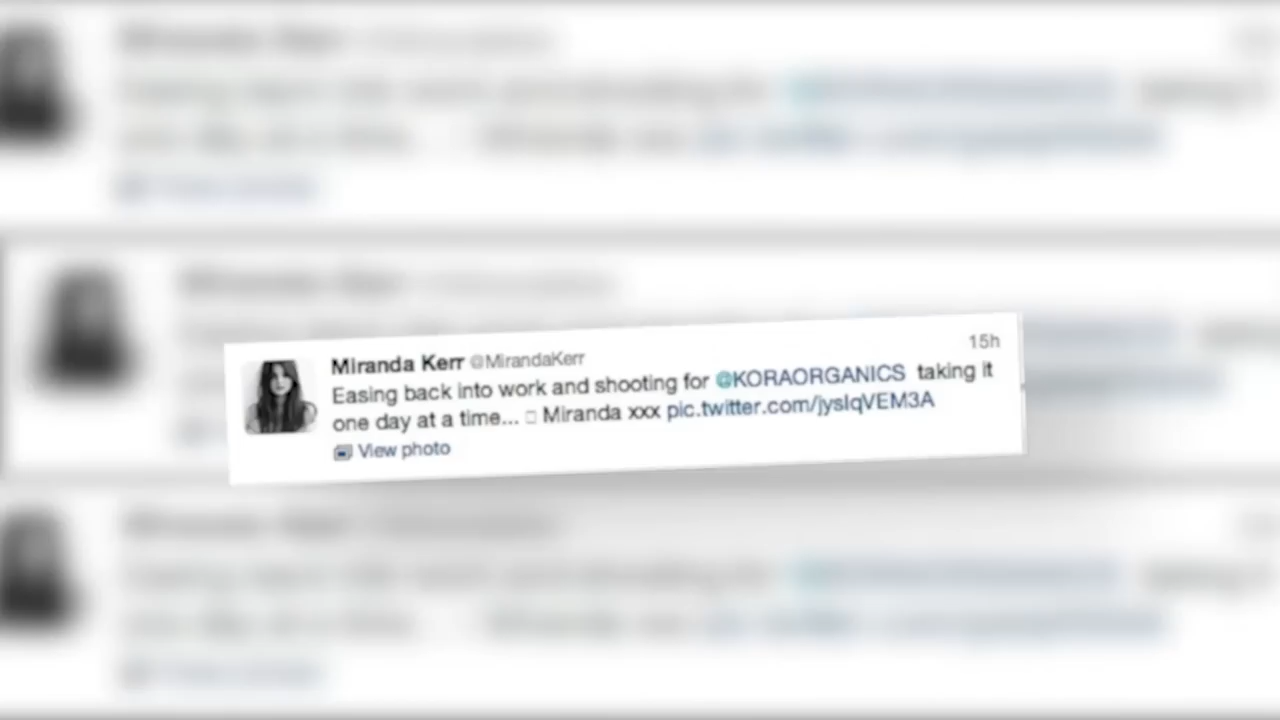 Miranda Kerr @MirandaKerr 15h
Easing back into work and shooting for @KORAORGANICS taking it
one day at a time... Miranda xxx pic.twitter.com/jyslqVEM3A
View photo